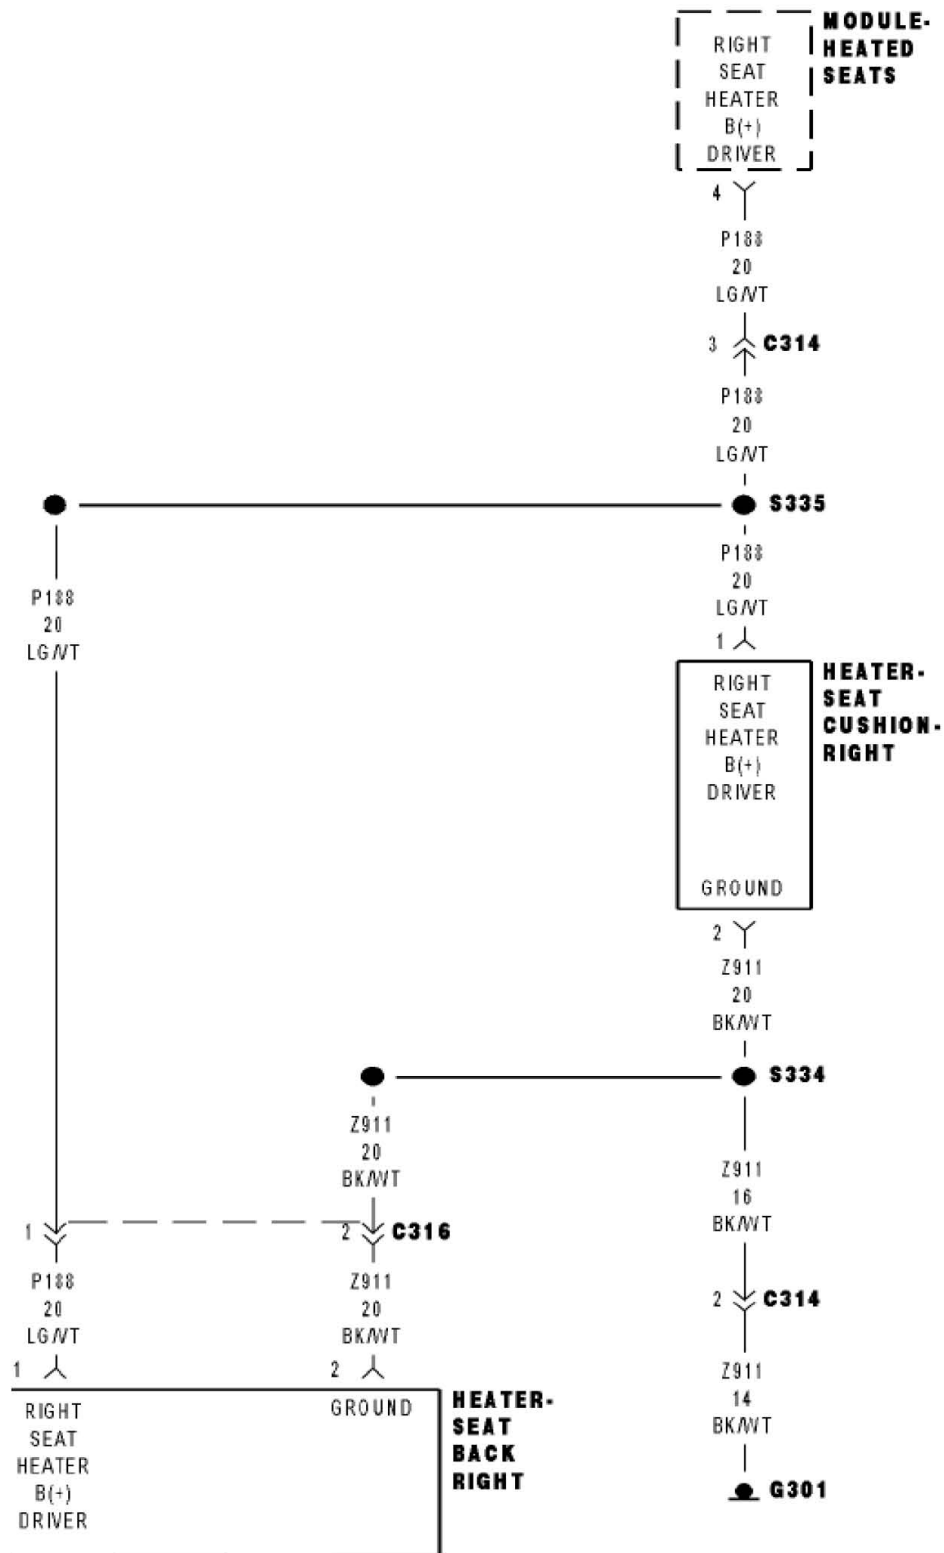 MODULE-
HEATED
SEATS
RIGHT
SEAT
HEATER
B(+)
DRIVER
4
P188
20
LG/VT
3
C314
P188
20
LG/VT
S335
P188
20
LG/VT
P188
20
LG/VT
1
HEATER-
SEAT
CUSHION-
RIGHT
RIGHT
SEAT
HEATER
B(+)
DRIVER
GROUND
2
Z911
20
BK/WT
S334
Z911
20
BK/WT
Z911
16
BK/WT
1
2
C316
P188
20
LG/VT
Z911
20
BK/WT
2
C314
1
2
Z911
14
BK/WT
G301
HEATER-
SEAT
BACK
RIGHT
RIGHT
SEAT
HEATER
B(+)
DRIVER
GROUND